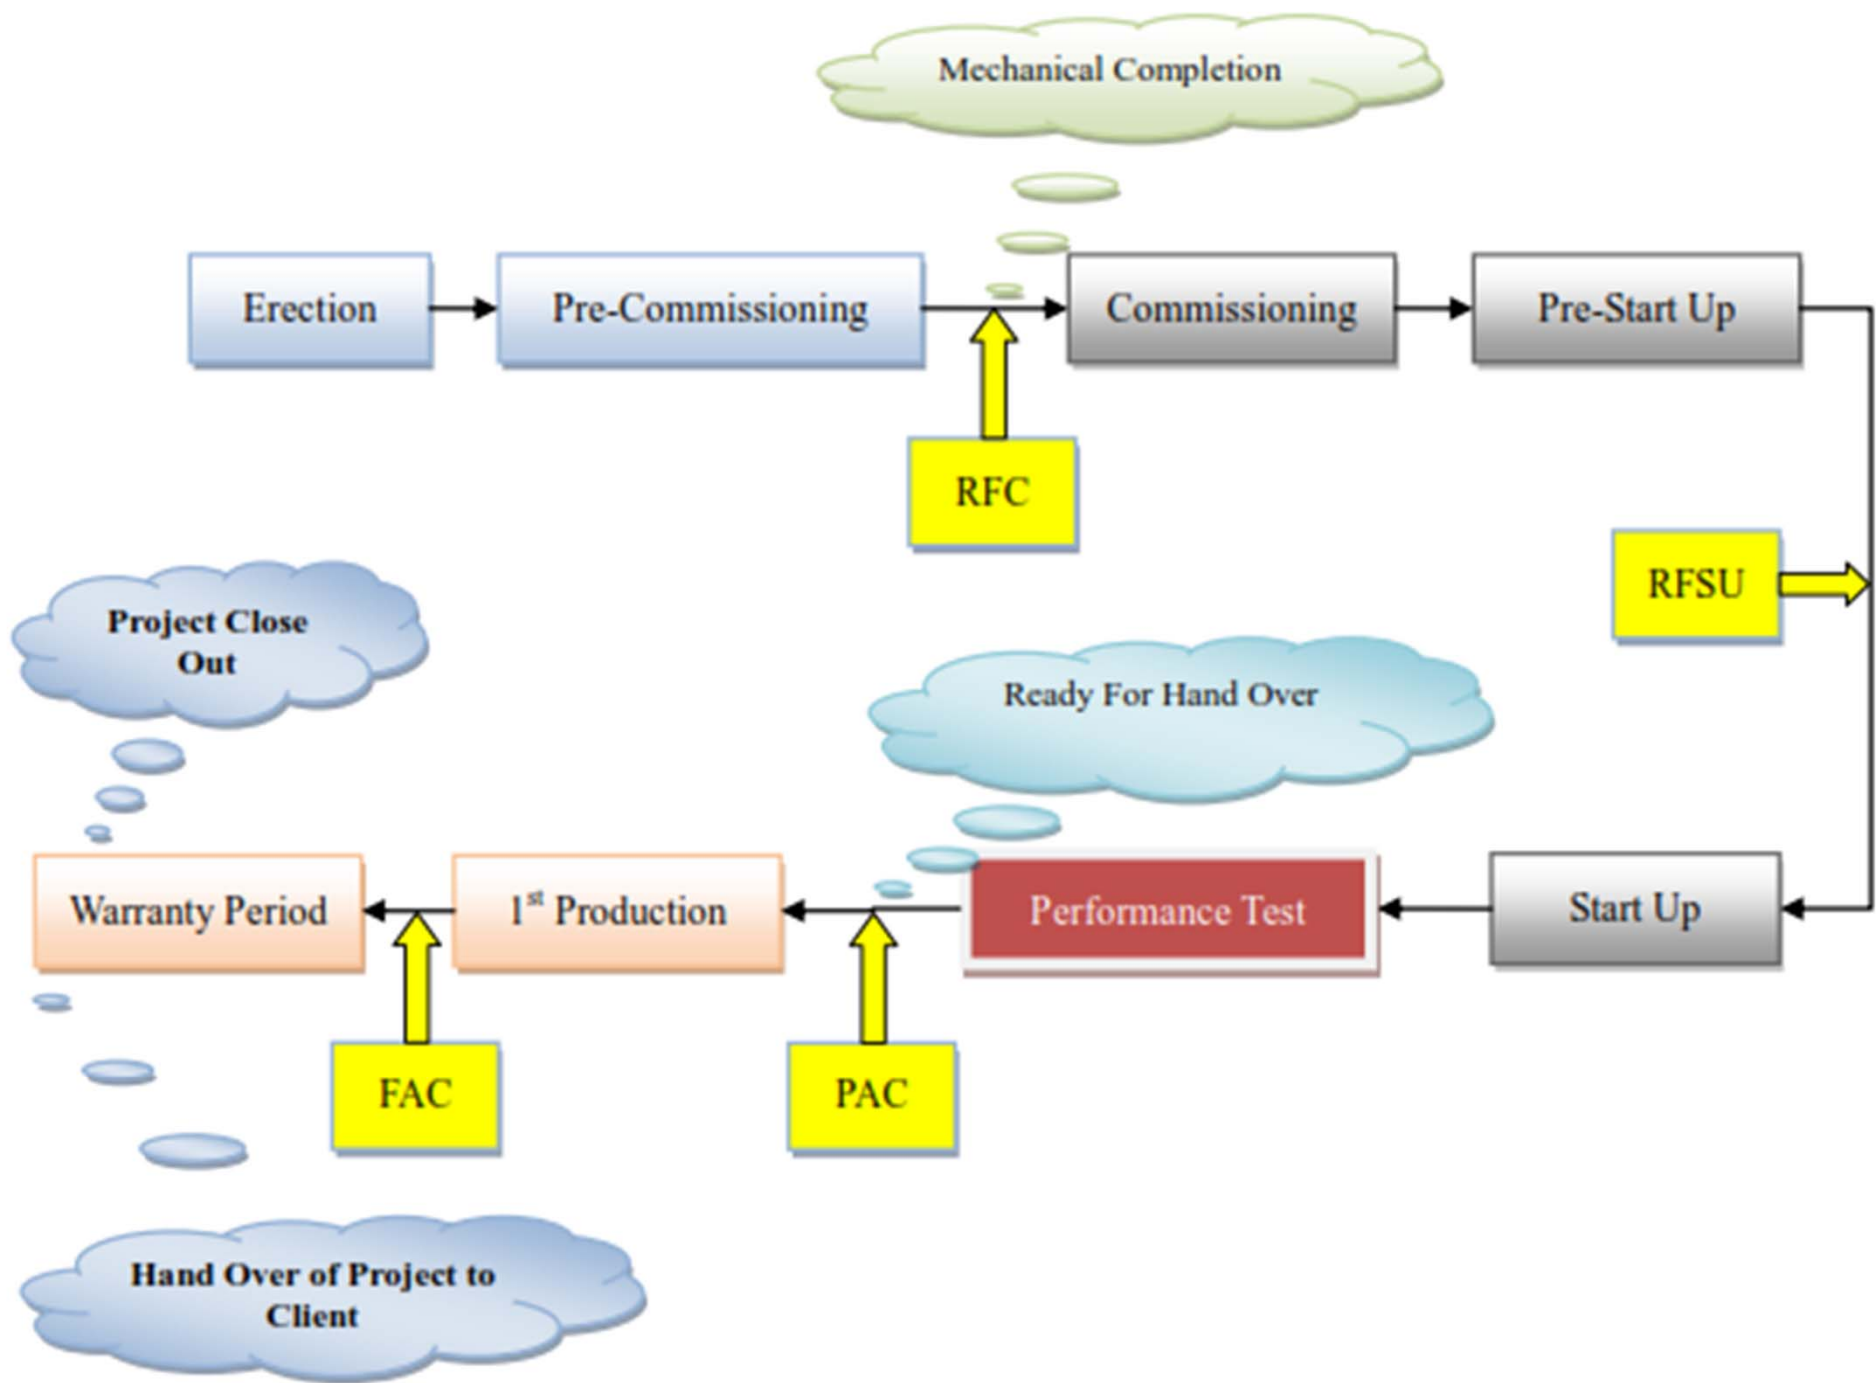 Mechanical Completion
Erection
Pre-Commissioning
Commissioning
Pre-Start Up
RFC
RFSU
Project Close
Out
Ready For Hand Over
Warranty Period
1st Production
Performance Test
Start Up
FAC
PAC
Hand Over of Project to
Client